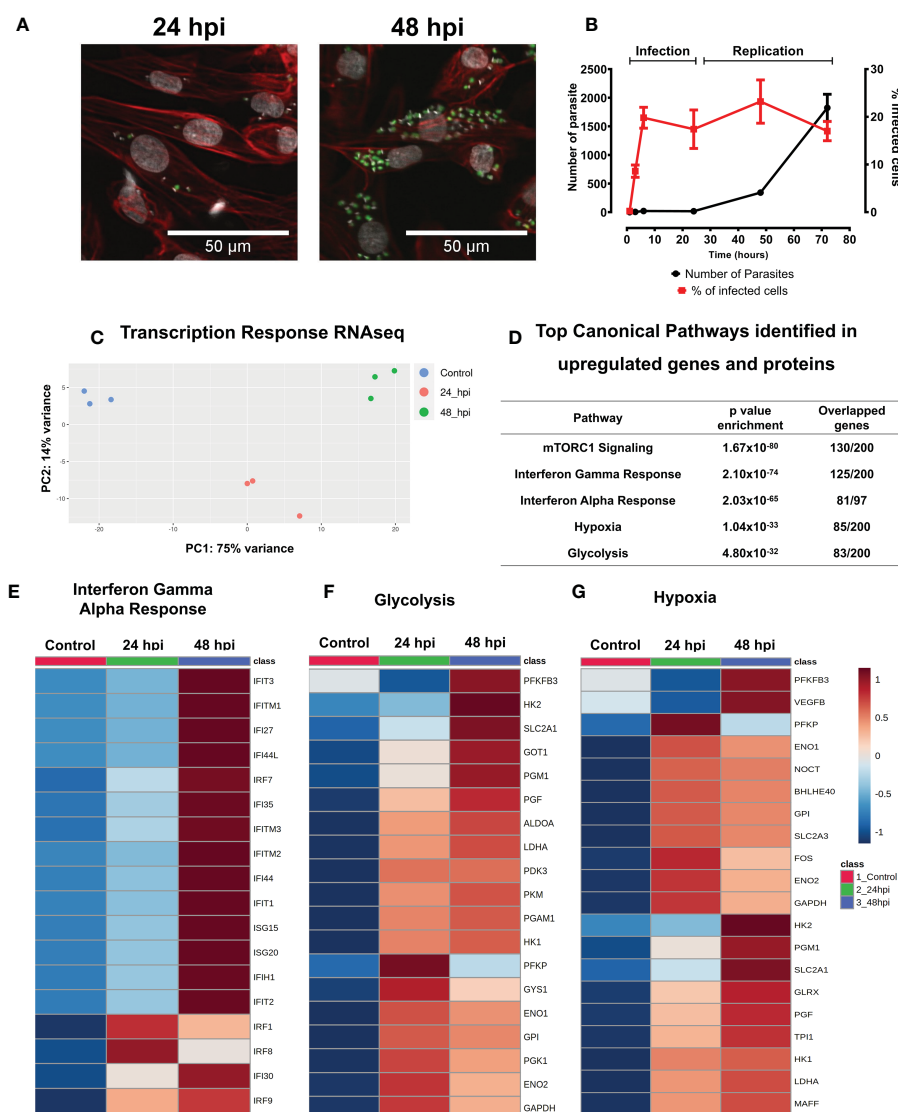 A
24 hpi
48 hpi
50 µm
50 µm
B
Infection
Replication
Number of parasite
2500
2000
1500
1000
500
0
% infected cells
30
20
10
0
0
10
20
30
40
50
60
70
80
Time (hours)
Number of Parasites
% of infected cells
C
Transcription Response RNAseq
PC2: 14% variance
5
0
-5
-10
-20
-10
0
10
20
PC1: 75% variance
Control
24_hpi
48_hpi
D
Top Canonical Pathways identified in
upregulated genes and proteins
Pathway
p value
enrichment
Overlapped
genes
mTORC1 Signaling 1.67x10⁻⁸⁰ 130/200
Interferon Gamma Response 2.10x10⁻⁷⁴ 125/200
Interferon Alpha Response 2.03x10⁻⁶⁵ 81/97
Hypoxia 1.04x10⁻³³ 85/200
Glycolysis 4.80x10⁻³² 83/200
E
Interferon Gamma
Alpha Response
Control 24 hpi 48 hpi
class
IFIT3
IFITM1
IFI27
IFI44L
IRF7
IFI35
IFITM3
IFITM2
IFI44
IFIT1
ISG15
ISG20
IFIH1
IFIT2
IRF1
IRF8
IFI30
IRF9
F
Glycolysis
Control 24 hpi 48 hpi
class
PFKFB3
HK2
SLC2A1
GOT1
PGM1
PGF
ALDOA
LDHA
PDK3
PKM
PGAM1
HK1
PFKP
GYS1
ENO1
GPI
PGK1
ENO2
GAPDH
G
Hypoxia
Control 24 hpi 48 hpi
class
PFKFB3
VEGFB
PFKP
ENO1
NOCT
BHLHE40
GPI
SLC2A3
FOS
ENO2
GAPDH
HK2
PGM1
SLC2A1
GLRX
PGF
TPI1
HK1
LDHA
MAFF
1
0.5
0
-0.5
-1
class
1_Control
2_24hpi
3_48hpi